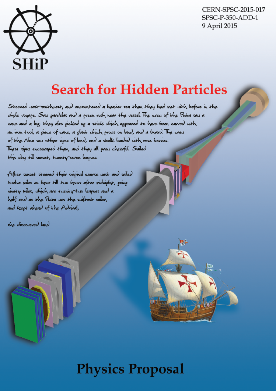 CERN-SPSC-2015-017
SPSC-P-350-ADD-1
9 April 2015
SHiP
Search for Hidden Particles
Steered west-southwest, and encountered a heavier sea than they had met with before in the
whole voyage. Saw pardelas and a green rush near the vessel. The crew of the Pinta saw a
cane and a log; they also picked up a stick which appeared to have been carved with
an iron tool, a piece of cane, a plant which grows on land, and a board. The crew
of the Nina saw other signs of land, and a stalk loaded with rose berries.
These signs encouraged them, and they all grew cheerful. Sailed
this day till sunset, twenty-seven leagues.
After sunset steered their original course west and sailed
twelve miles an hour till two hours after midnight, going
ninety miles, which are twenty-two leagues and a
half; and as the Pinta was the swiftest sailer,
and kept ahead of the Admiral,
she discovered land
Physics Proposal